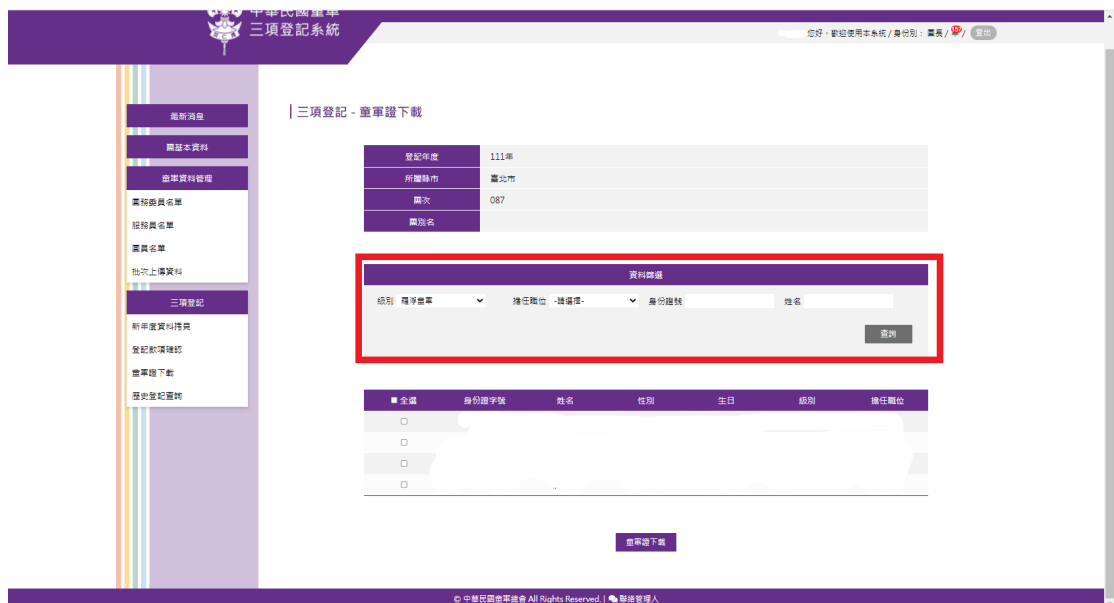 中華民國童軍
三項登記系統
您好，歡迎使用本系統 / 身份別： 團長 / 登出
最新消息
團基本資料
童軍資料管理
團務委員名單
服務員名單
團員名單
批次上傳資料
三項登記
新年度資料拷貝
登記款項確認
童軍證下載
歷史登記查詢
三項登記 - 童軍證下載
登記年度 111年
所屬縣市 臺北市
團次 087
團別名
資料篩選
級別 羅浮童軍 擔任職位 -請選擇- 身份證號 姓名
查詢
全選 身份證字號 姓名 性別 生日 級別 擔任職位
童軍證下載
© 中華民國童軍總會 All Rights Reserved. | 聯絡管理人